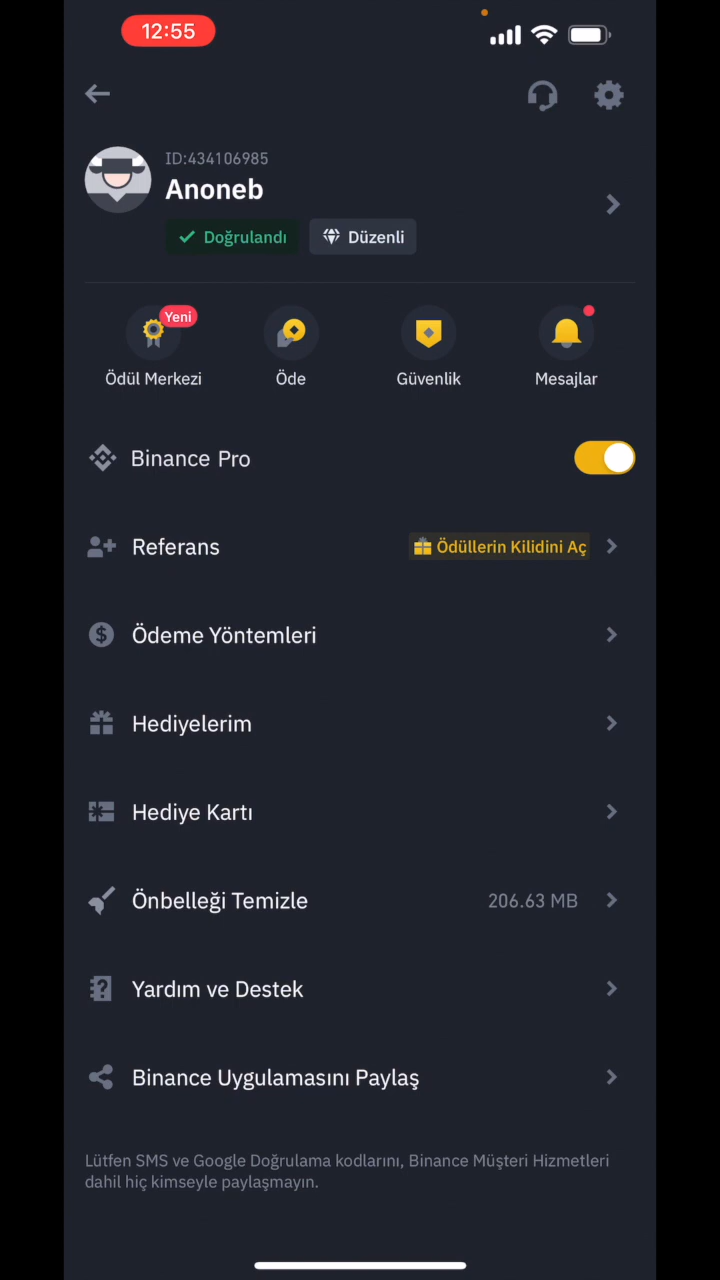 12:55
ID:434106985
Anoneb
Doğrulandı
Düzenli
Yeni
Ödül Merkezi
Öde
Güvenlik
Mesajlar
Binance Pro
Referans
Ödüllerin Kilidini Aç
Ödeme Yöntemleri
Hediyelerim
Hediye Kartı
Önbelleği Temizle
206.63 MB
Yardım ve Destek
Binance Uygulamasını Paylaş
Lütfen SMS ve Google Doğrulama kodlarını, Binance Müşteri Hizmetleri
dahil hiç kimseyle paylaşmayın.